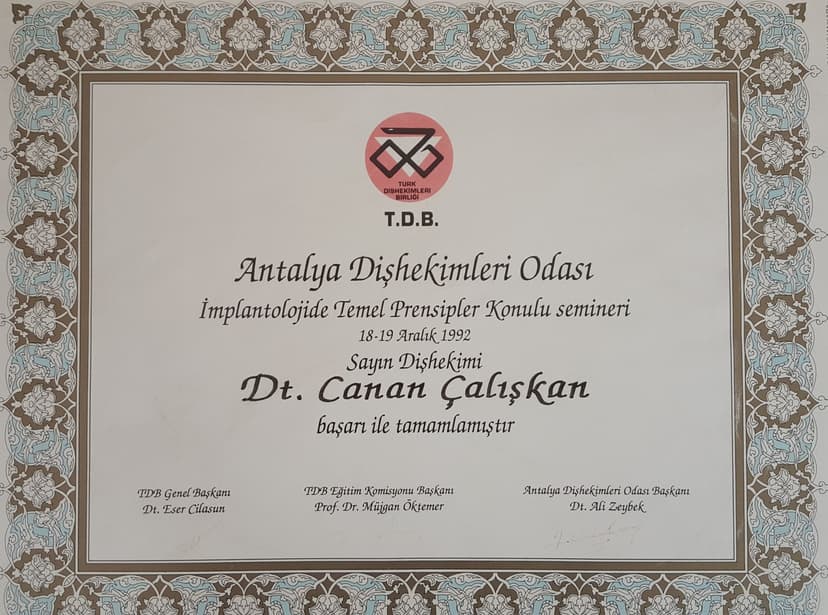 TÜRK
DİŞHEKİMLERİ
BİRLİĞİ
T.D.B.
Antalya Dişhekimleri Odası
İmplantolojide Temel Prensipler Konulu semineri
18-19 Aralık 1992
Sayın Dişhekimi
Dt. Canan Çalışkan
başarı ile tamamlamıştır
TDB Genel Başkanı
Dt. Eser Cilasun
TDB Eğitim Komisyonu Başkanı
Prof. Dr. Müjgan Öktemer
Antalya Dişhekimleri Odası Başkanı
Dt. Ali Zeybek